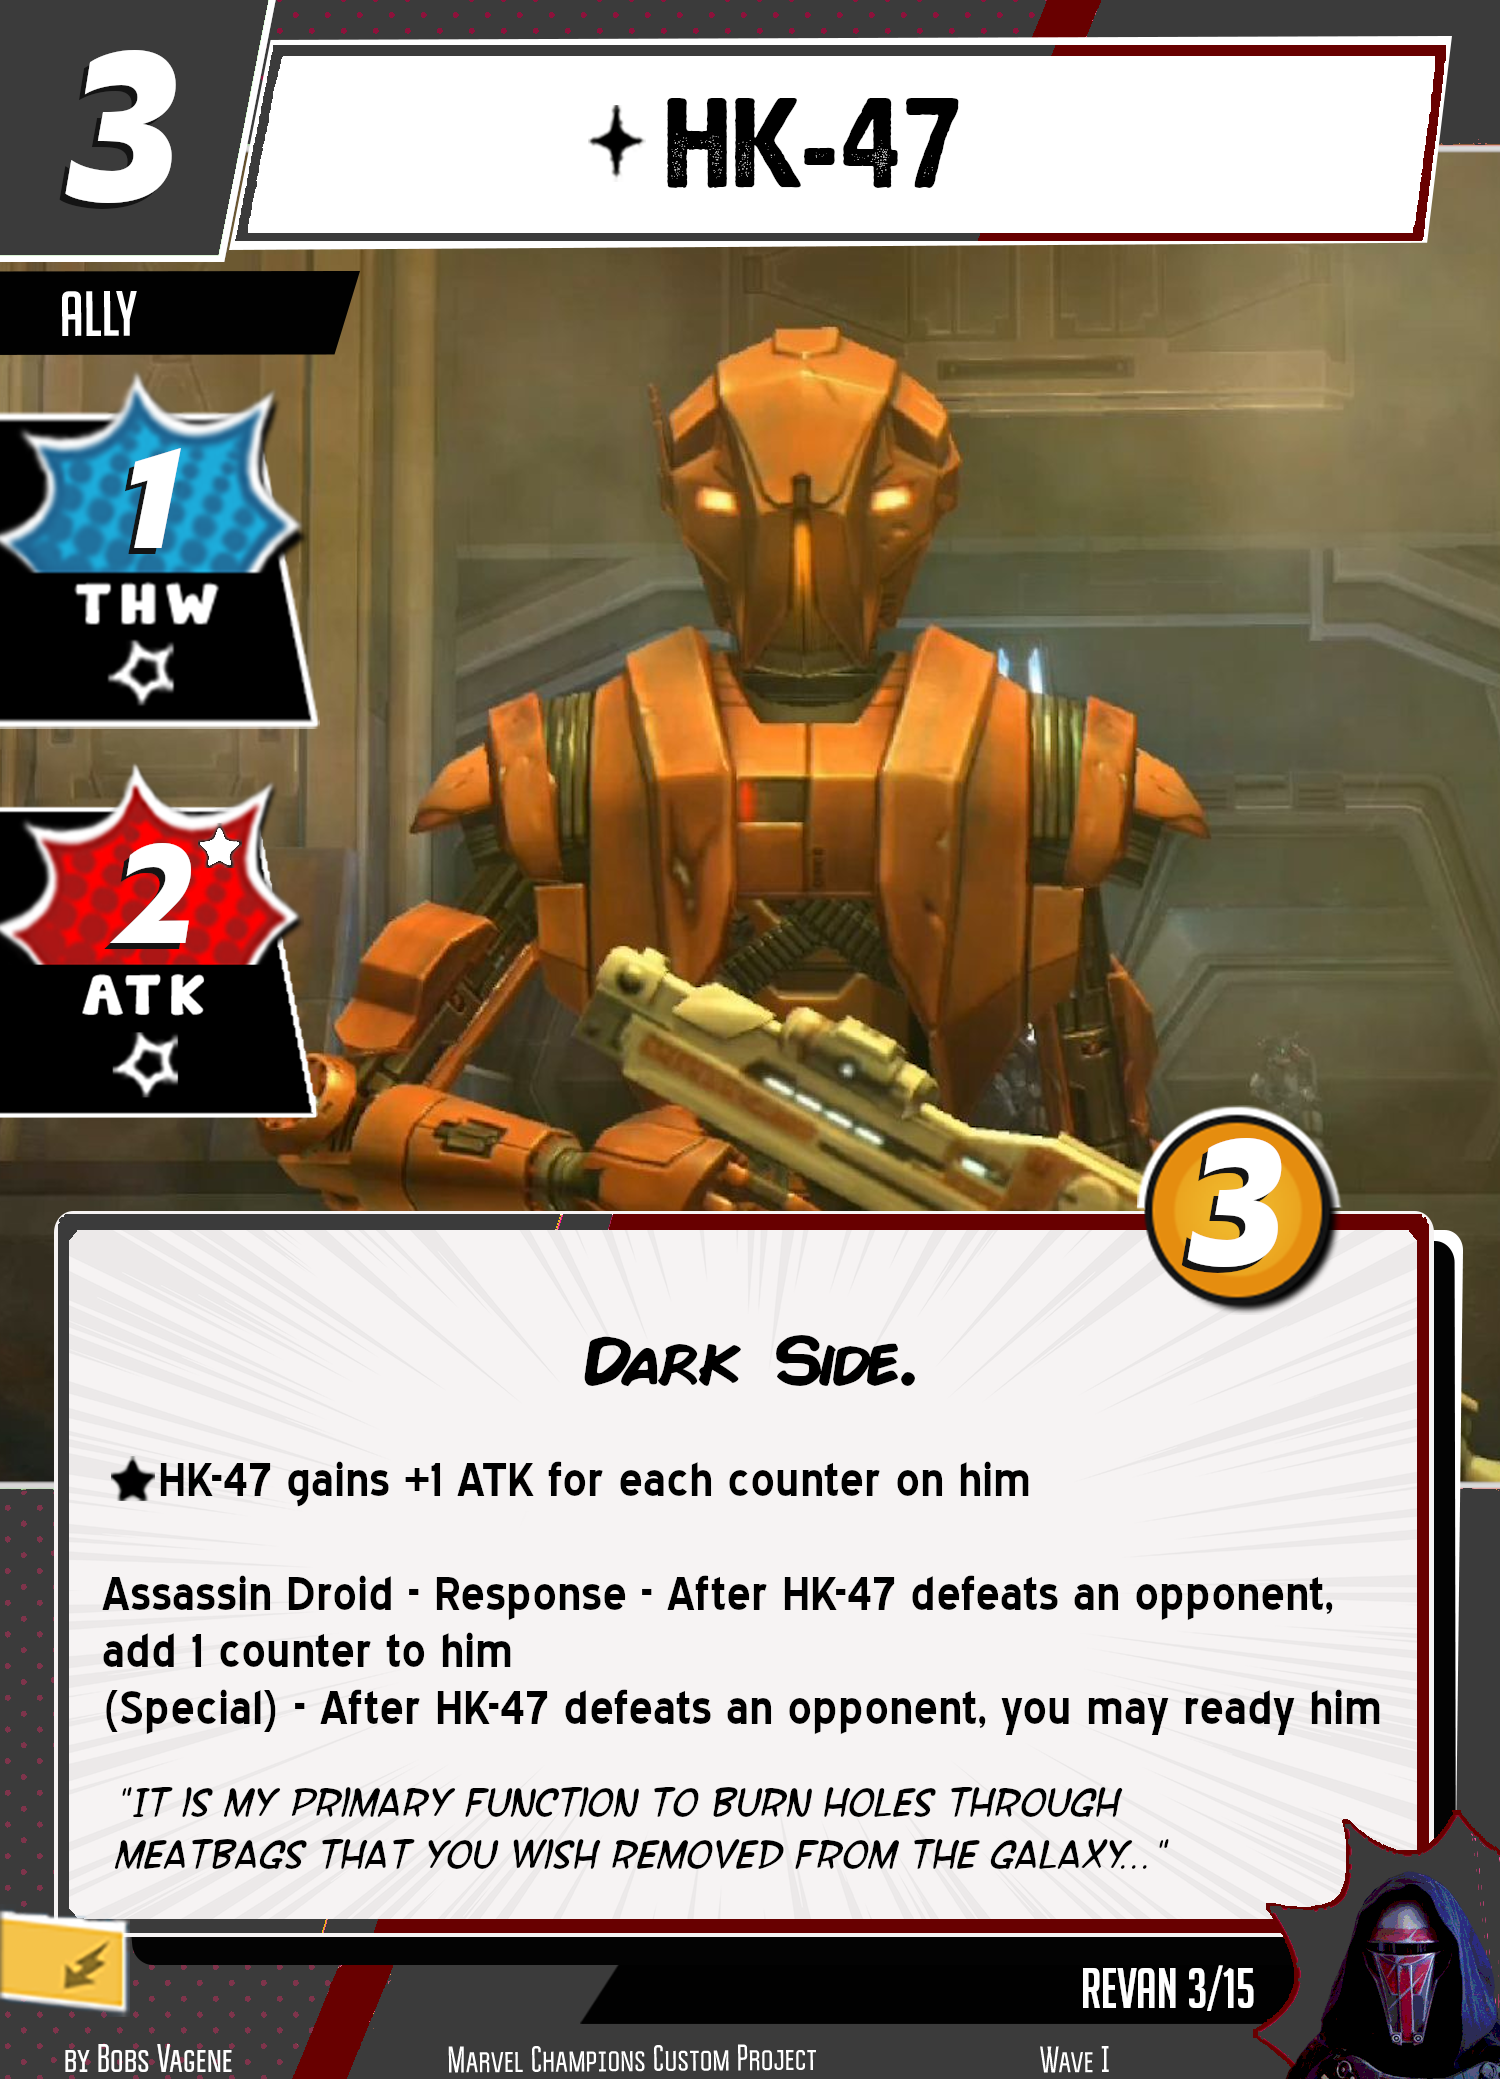 3
HK-47
ALLY
1
THW
2
ATK
3
DARK SIDE.
HK-47 gains +1 ATK for each counter on him
Assassin Droid - Response - After HK-47 defeats an opponent,
add 1 counter to him
(Special) - After HK-47 defeats an opponent, you may ready him
"IT IS MY PRIMARY FUNCTION TO BURN HOLES THROUGH
MEATBAGS THAT YOU WISH REMOVED FROM THE GALAXY..."
REVAN 3/15
BY BOBS VAGENE
MARVEL CHAMPIONS CUSTOM PROJECT
WAVE I